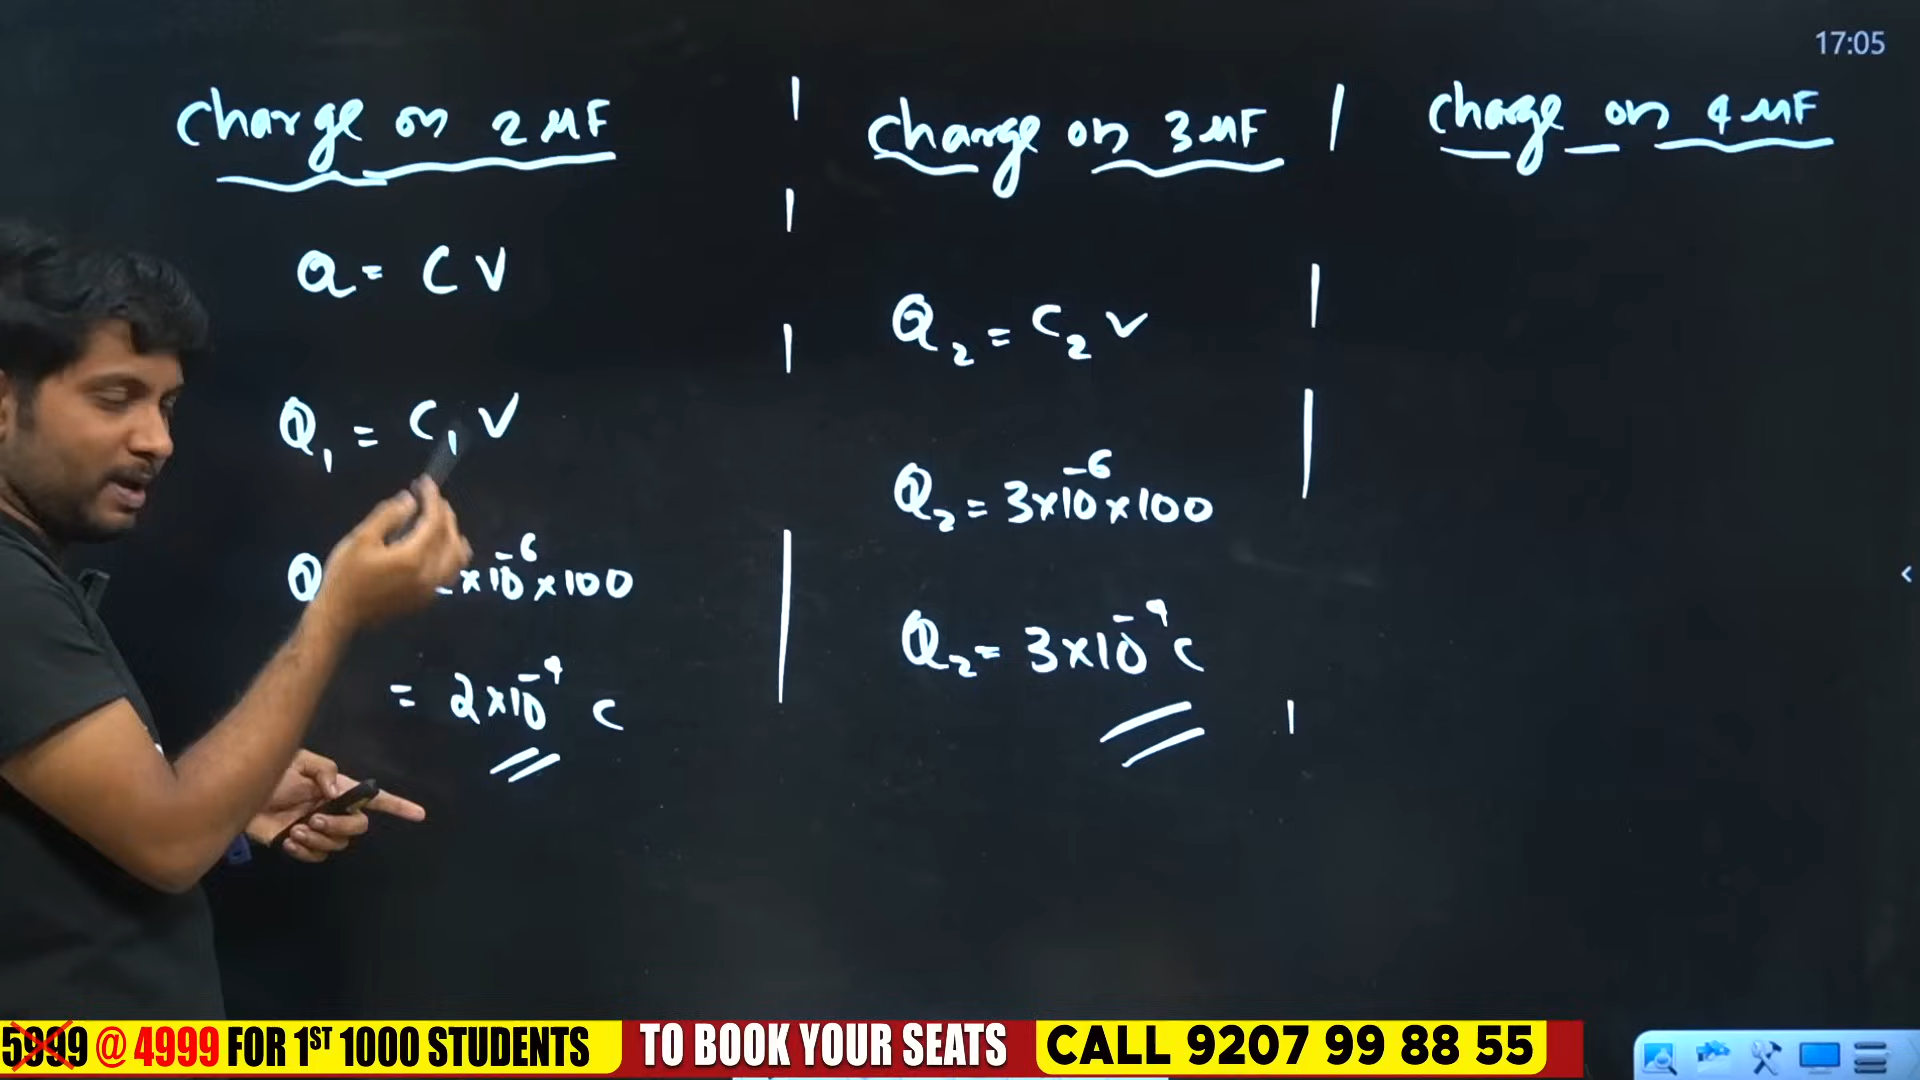 17:05
Charge on 2 μF
Q = C V
Q₁ = C₁ V
Q ×10⁻⁶×100
= 2×10⁻⁴ C
Charge on 3 μF
Q₂ = C₂ V
Q₂ = 3×10⁻⁶×100
Q₂ = 3×10⁻⁴ C
Charge on 4 μF
5999 @ 4999 FOR 1ST 1000 STUDENTS
TO BOOK YOUR SEATS
CALL 9207 99 88 55